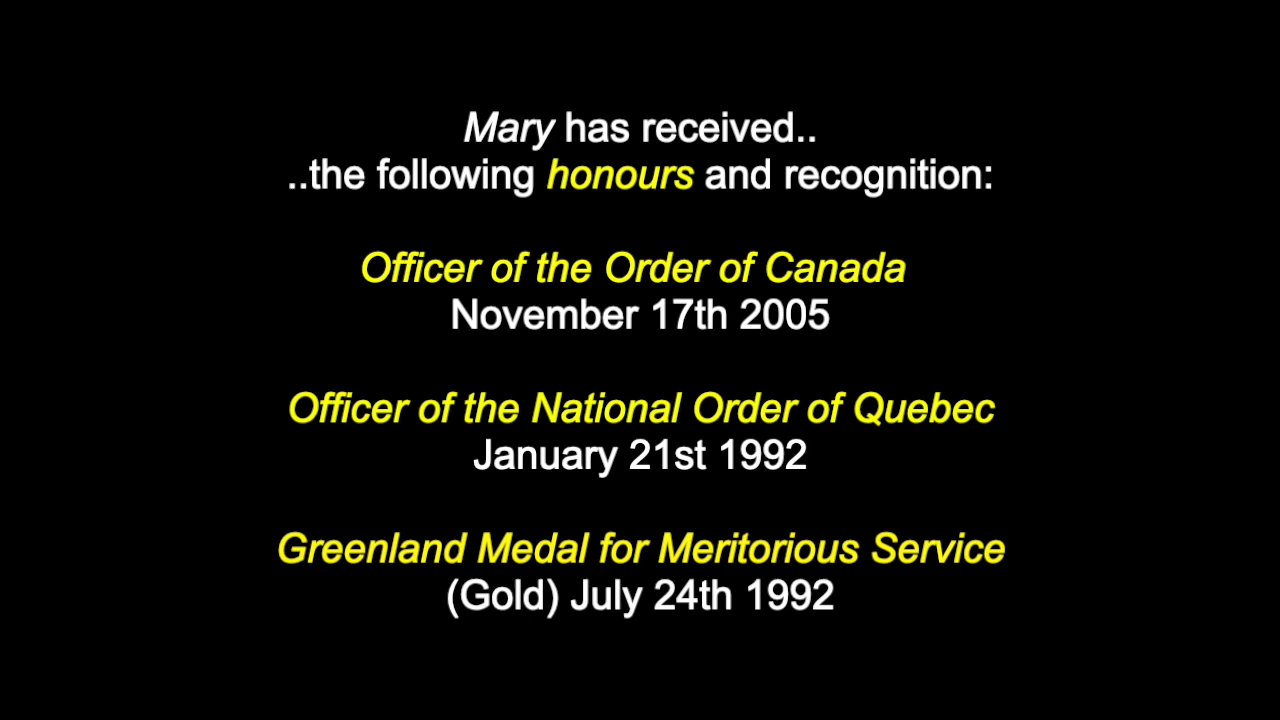 Mary has received..
..the following honours and recognition:
Officer of the Order of Canada
November 17th 2005
Officer of the National Order of Quebec
January 21st 1992
Greenland Medal for Meritorious Service
(Gold) July 24th 1992